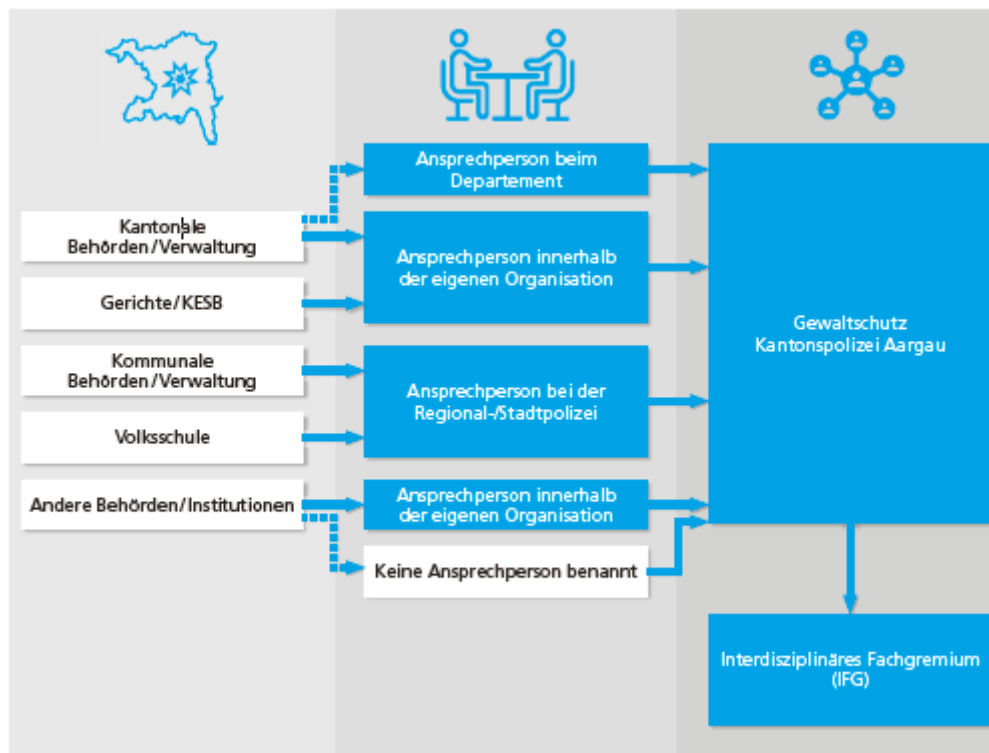 Ansprechperson beim
Departement
Kantonale
Behörden/Verwaltung
Ansprechperson innerhalb
der eigenen Organisation
Gerichte/KESB
Gewaltschutz
Kantonspolizei Aargau
Kommunale
Behörden/Verwaltung
Ansprechperson bei der
Regional-/Stadtpolizei
Volksschule
Andere Behörden/Institutionen
Ansprechperson innerhalb
der eigenen Organisation
Keine Ansprechperson benannt
Interdisziplinäres Fachgremium
(IFG)